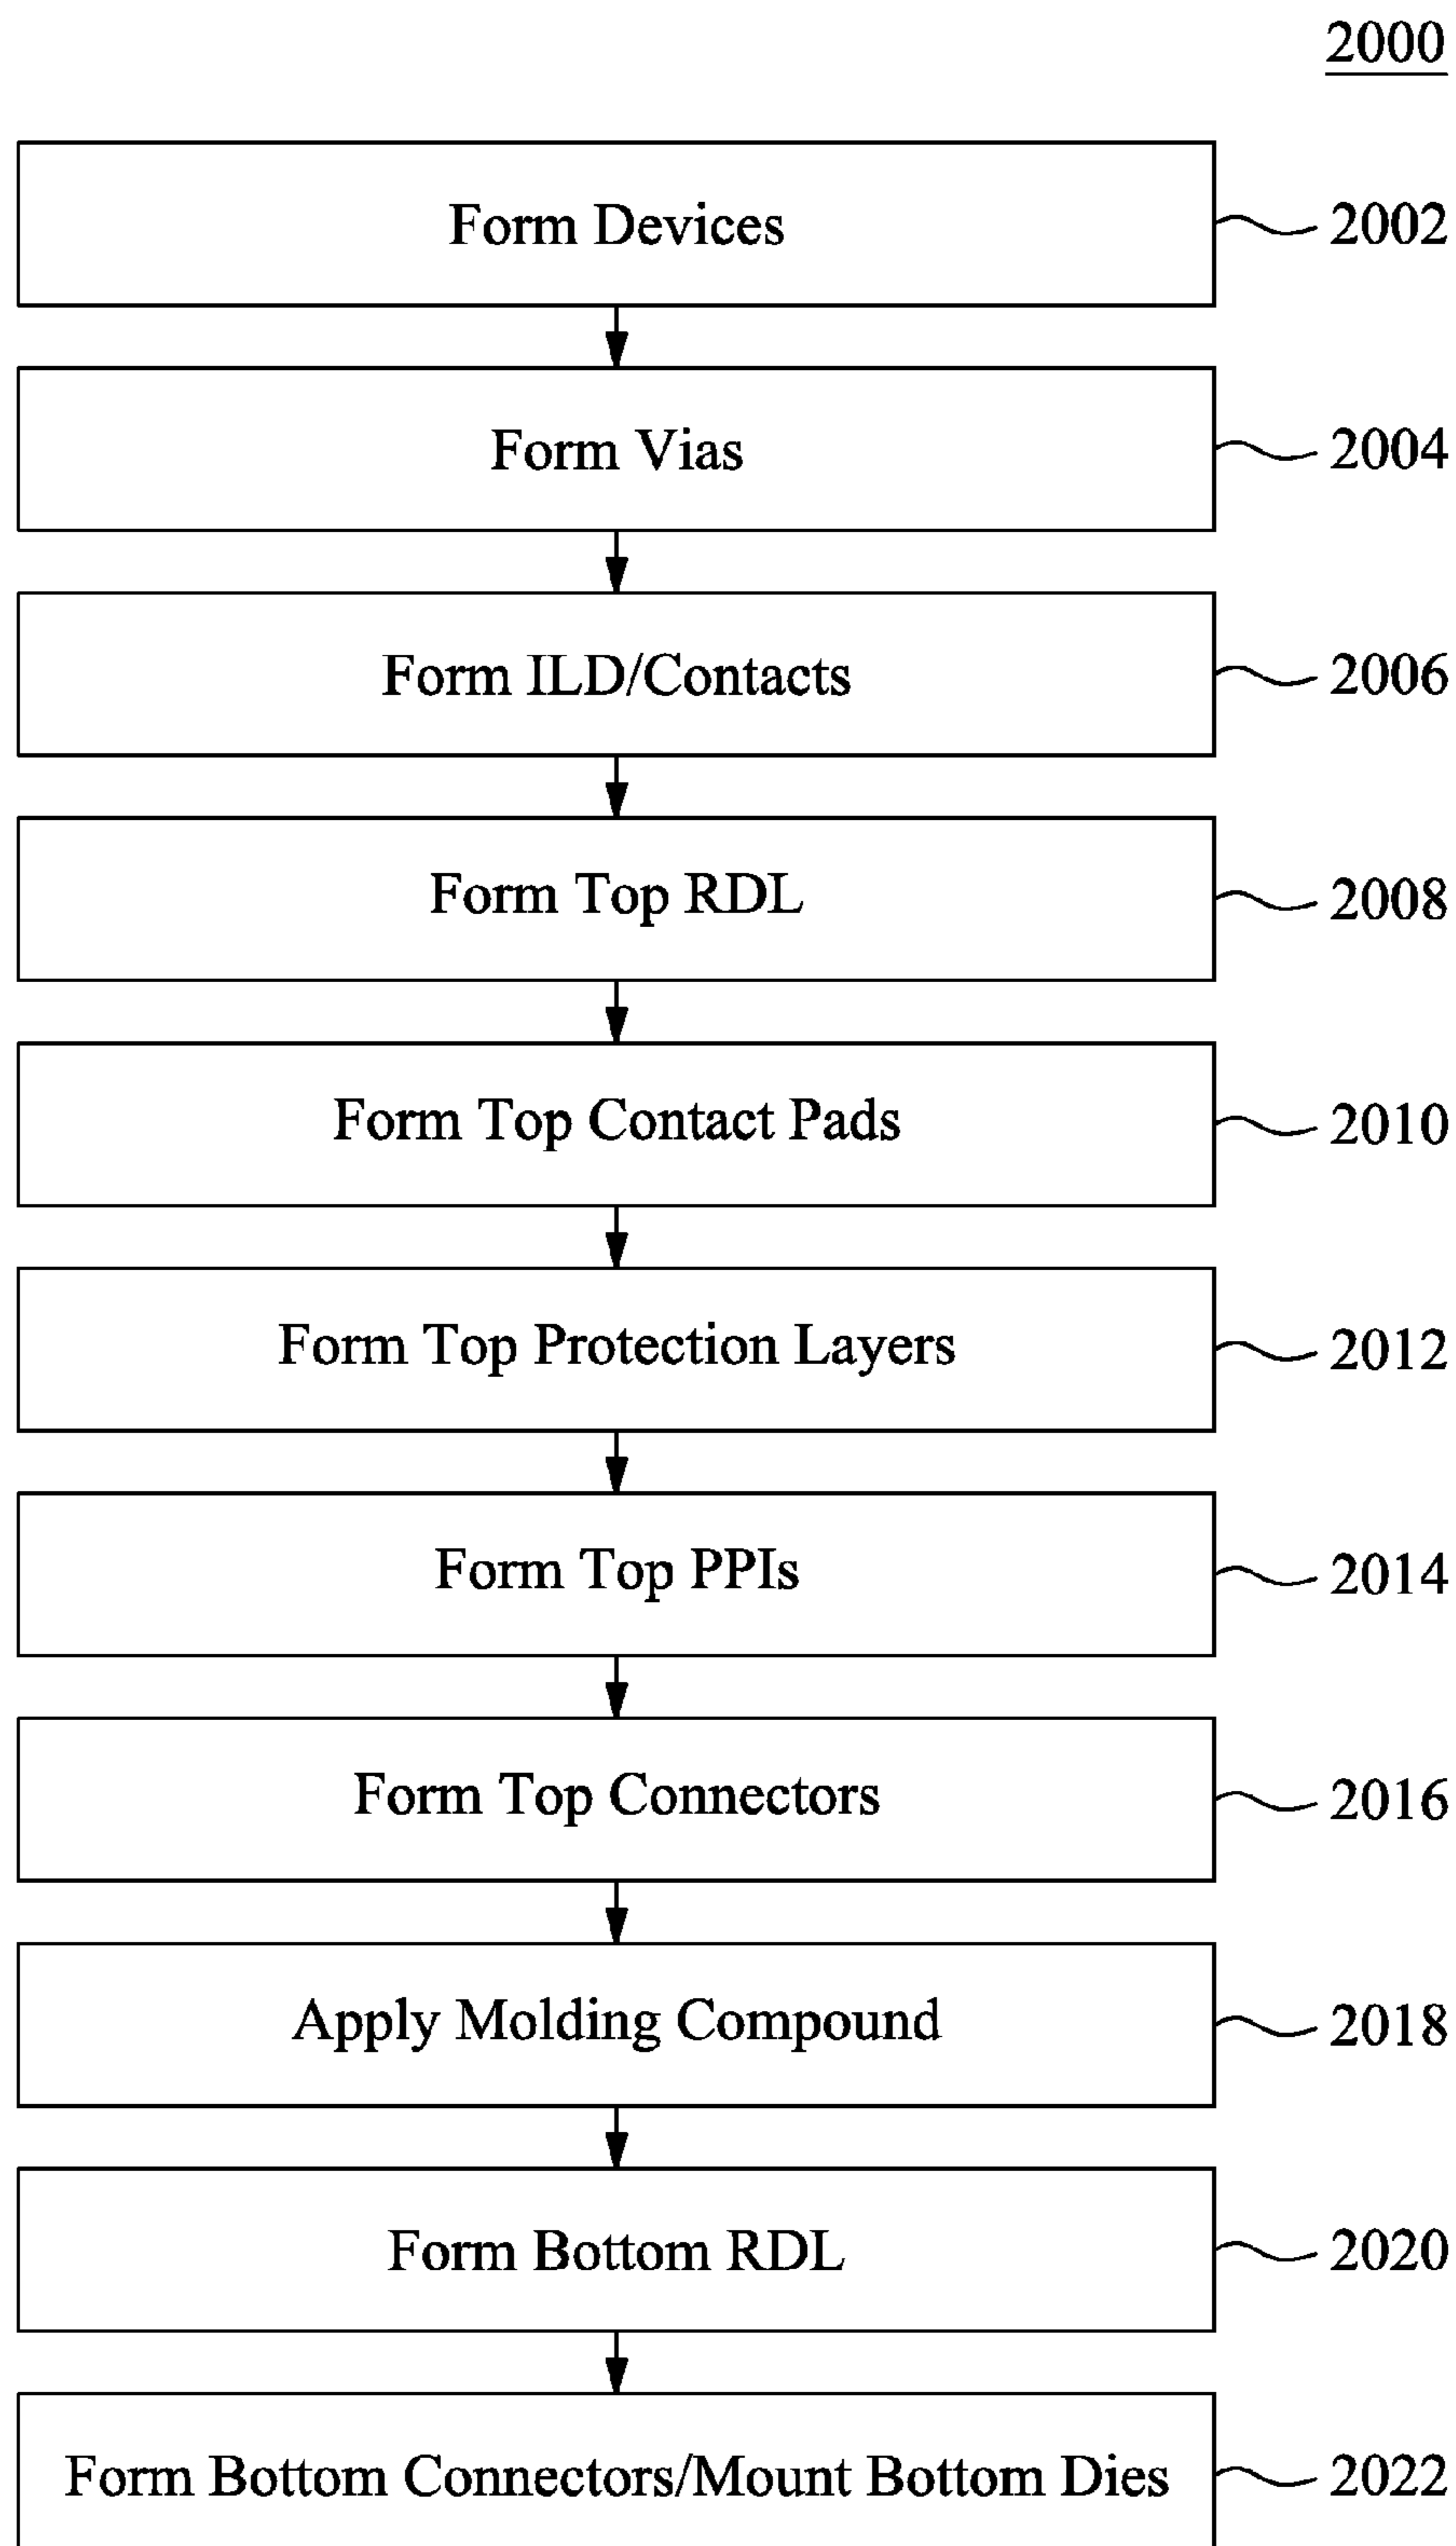 2000
Form Devices 2002
Form Vias 2004
Form ILD/Contacts 2006
Form Top RDL 2008
Form Top Contact Pads 2010
Form Top Protection Layers 2012
Form Top PPIs 2014
Form Top Connectors 2016
Apply Molding Compound 2018
Form Bottom RDL 2020
Form Bottom Connectors/Mount Bottom Dies 2022